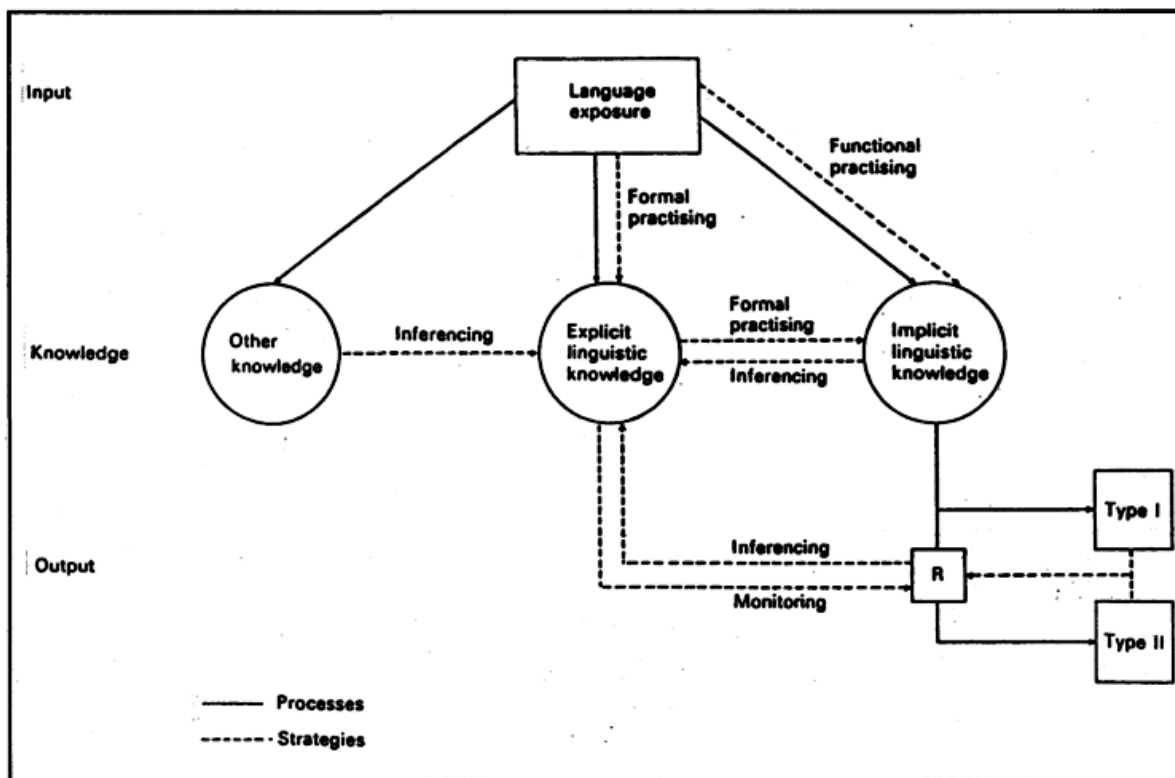 Input
Language
exposure
Functional
practising
Formal
practising
Knowledge
Other
knowledge
Inferencing
Explicit
linguistic
knowledge
Formal
practising
Inferencing
Implicit
linguistic
knowledge
Output
Inferencing
Monitoring
R
Type I
Type II
Processes
Strategies